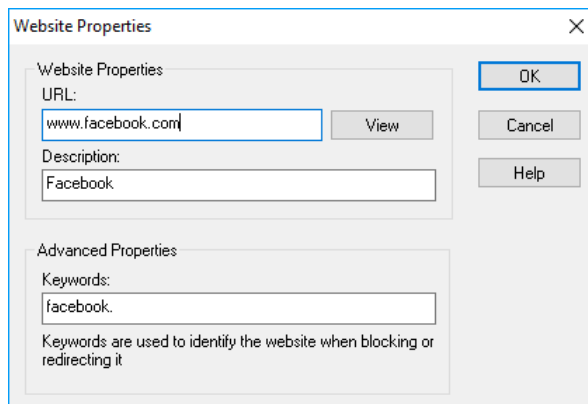 Website Properties
Website Properties
URL:
www.facebook.com
View
Description:
Facebook
OK
Cancel
Help
Advanced Properties
Keywords:
facebook.
Keywords are used to identify the website when blocking or
redirecting it